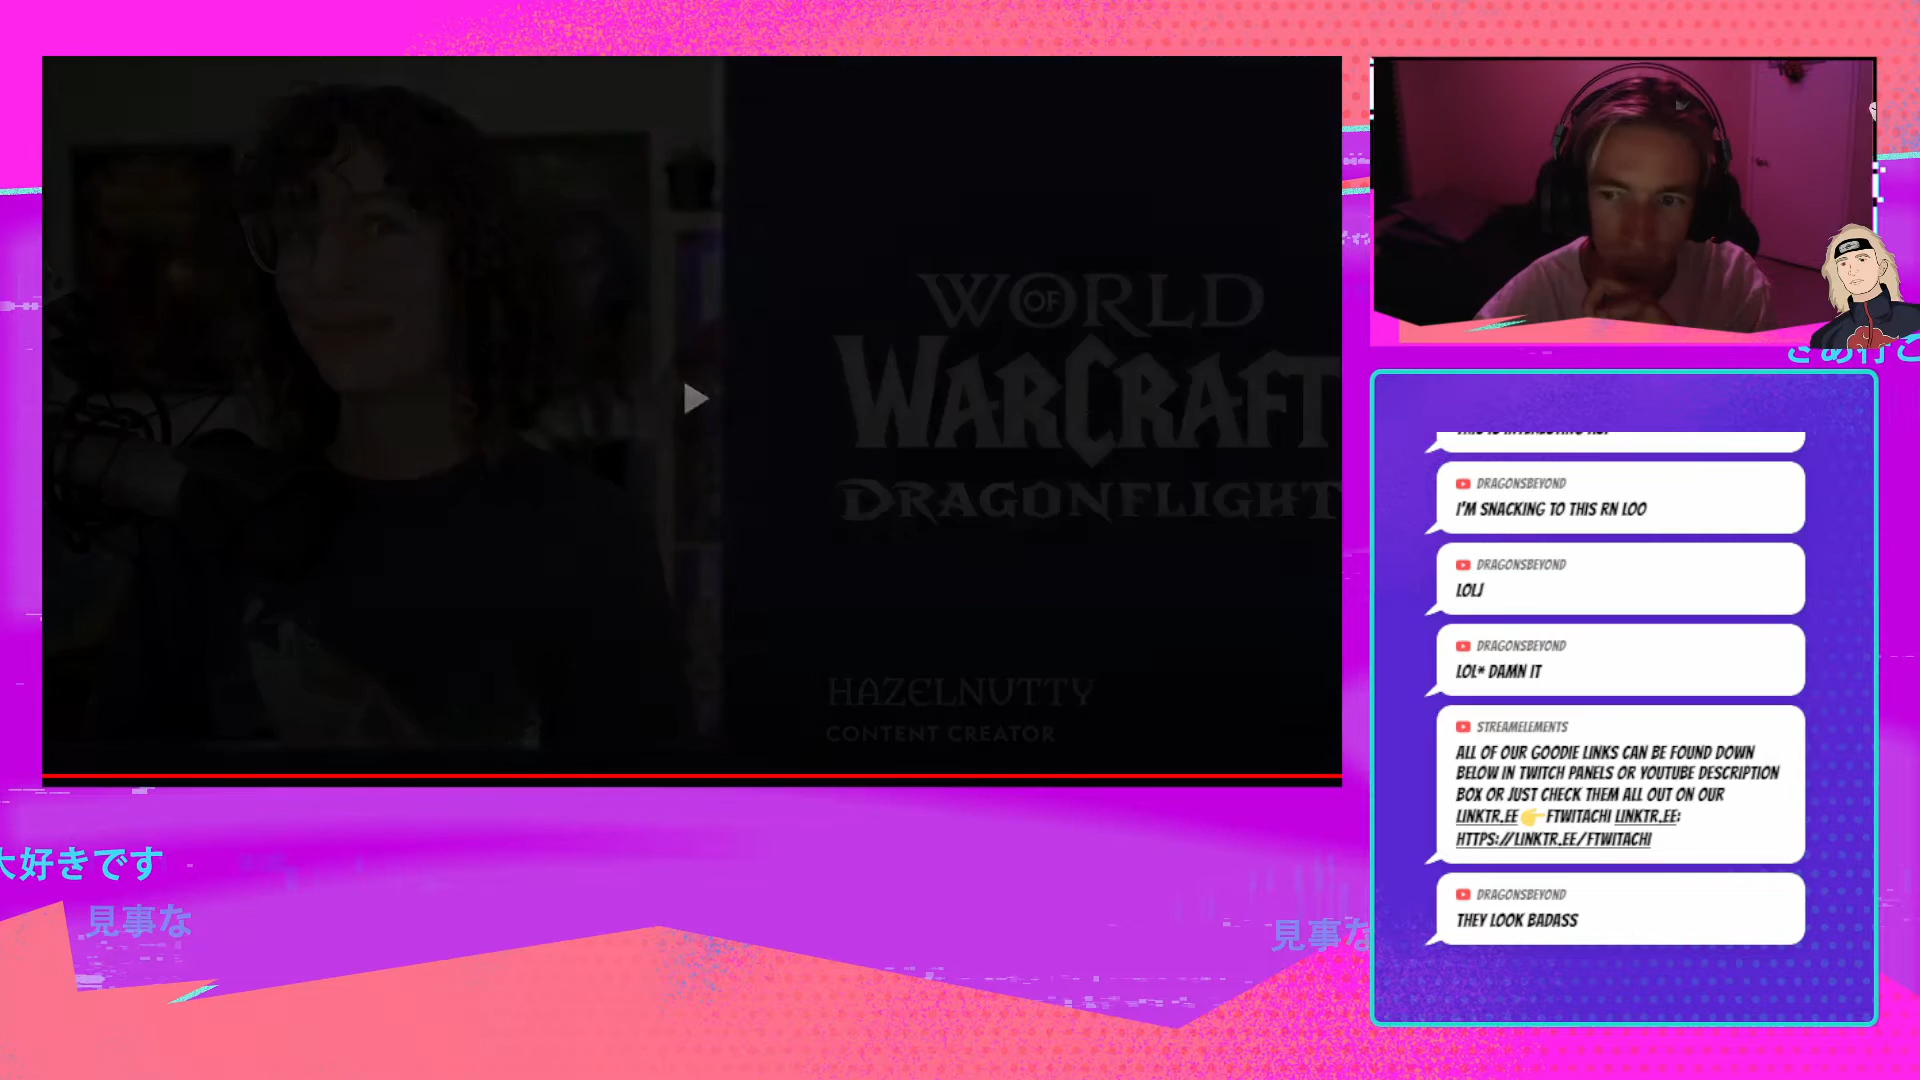 WORLD OF
WARCRAFT
DRAGONFLIGHT
HAZELNUTTY
CONTENT CREATOR
DRAGONSBEYOND
I'M SNACKING TO THIS RN LOO
DRAGONSBEYOND
LOLJ
DRAGONSBEYOND
LOL* DAMN IT
STREAMELEMENTS
ALL OF OUR GOODIE LINKS CAN BE FOUND DOWN
BELOW IN TWITCH PANELS OR YOUTUBE DESCRIPTION
BOX OR JUST CHECK THEM ALL OUT ON OUR
LINKTR.EE👉FTWITACHI LINKTR.EE:
HTTPS://LINKTR.EE/FTWITACHI
DRAGONSBEYOND
THEY LOOK BADASS
大好きです
見事な
見事な